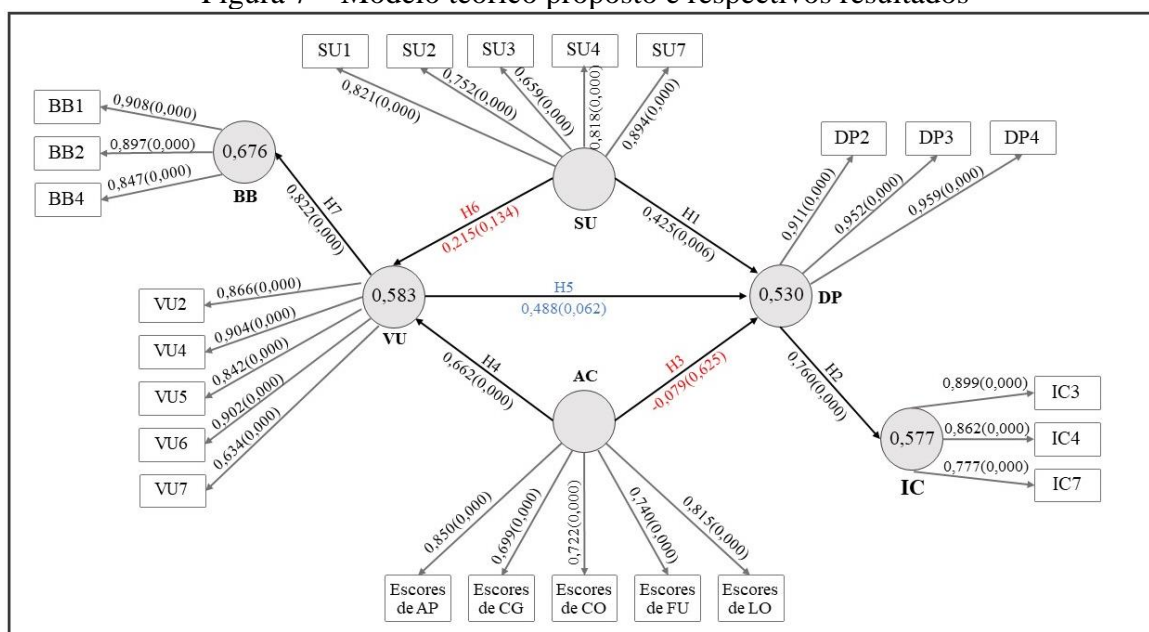 Figura 7 – Modelo teórico proposto e respectivos resultados
SU1
SU2
SU3
SU4
SU7
0,821(0,000)
0,752(0,000)
0,659(0,000)
0,818(0,000)
0,894(0,000)
SU
BB1
BB2
BB4
0,908(0,000)
0,897(0,000)
0,847(0,000)
0,676
BB
DP2
DP3
DP4
0,911(0,000)
0,952(0,000)
0,959(0,000)
H7
0,822(0,000)
H6
0,215(0,134)
H1
0,425(0,006)
VU2
VU4
VU5
VU6
VU7
0,866(0,000)
0,904(0,000)
0,842(0,000)
0,902(0,000)
0,634(0,000)
0,583
VU
H5
0,488(0,062)
0,530
DP
H4
0,662(0,000)
AC
H3
-0,079(0,625)
H2
0,760(0,000)
0,577
IC
0,899(0,000)
0,862(0,000)
0,777(0,000)
IC3
IC4
IC7
0,850(0,000)
0,699(0,000)
0,722(0,000)
0,740(0,000)
0,815(0,000)
Escores
de AP
Escores
de CG
Escores
de CO
Escores
de FU
Escores
de LO